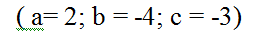 ( a= 2; b = -4; c = -3)